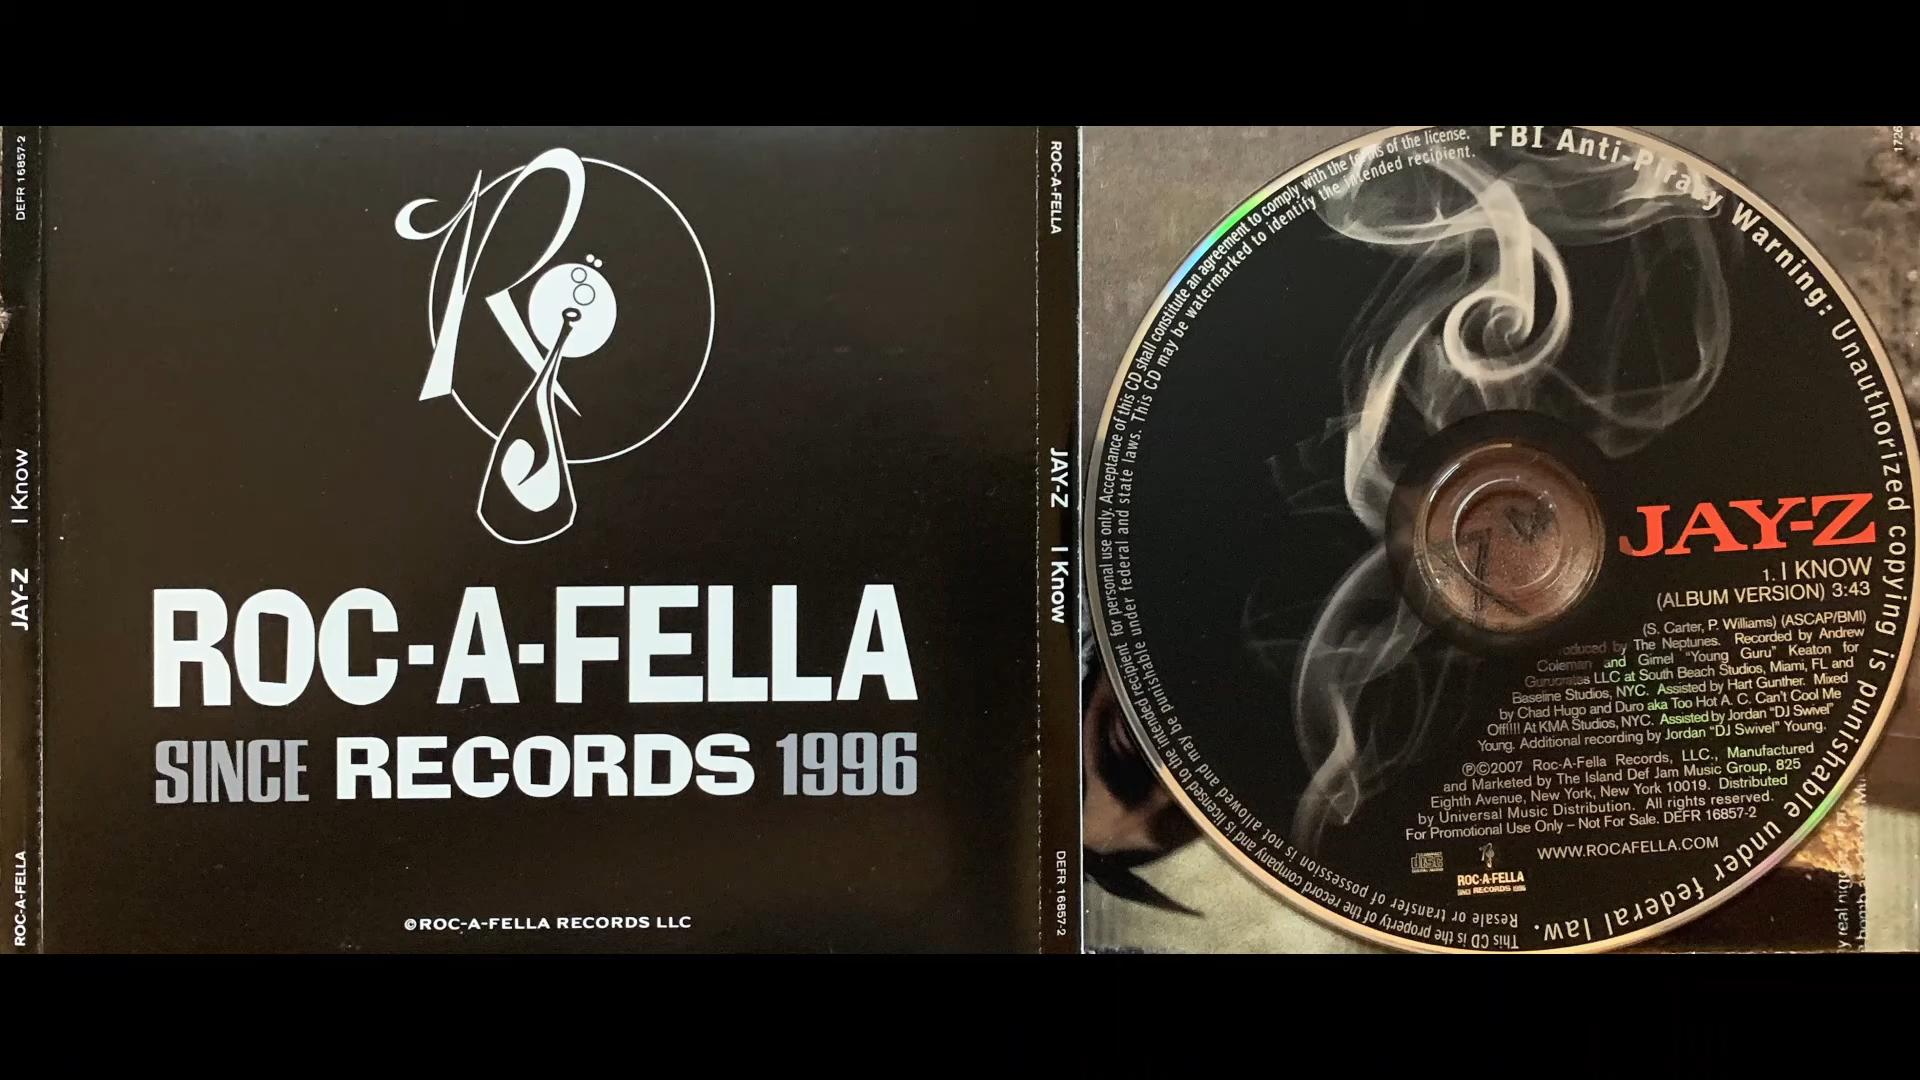 DEFR 16857-2
JAY-Z I Know
ROC-A-FELLA
ROC-A-FELLA
SINCE RECORDS 1996
©ROC-A-FELLA RECORDS LLC
ROC-A-FELLA
JAY-Z I Know
DEFR 16857-2
FBI Anti-Piracy Warning: Unauthorized copying is punishable under federal law.
This CD is the property of the record company and is licensed to the intended recipient for personal use only. Acceptance of this CD shall constitute an agreement to comply with the terms of the license.
Resale or transfer of possession is not allowed and may be punishable under federal and state laws. This CD may be watermarked to identify the intended recipient.
JAY-Z
1. I KNOW
(ALBUM VERSION) 3:43
(S. Carter, P. Williams) (ASCAP/BMI)
by The Neptunes. Recorded by Andrew
Coleman and Gimel "Young Guru" Keaton for
LLC at South Beach Studios, Miami, FL and
Baseline Studios, NYC. Assisted by Hart Gunther. Mixed
by Chad Hugo and Duro aka Too Hot A. C. Can't Cool Me
Off!!!! At KMA Studios, NYC. Assisted by Jordan "DJ Swivel"
Young. Additional recording by Jordan "DJ Swivel" Young.
℗©2007 Roc-A-Fella Records, LLC., Manufactured
and Marketed by The Island Def Jam Music Group, 825
Eighth Avenue, New York, New York 10019. Distributed
by Universal Music Distribution. All rights reserved.
For Promotional Use Only – Not For Sale. DEFR 16857-2
WWW.ROCAFELLA.COM
COMPACT
disc
DIGITAL AUDIO
ROC-A-FELLA
SINCE RECORDS 1996